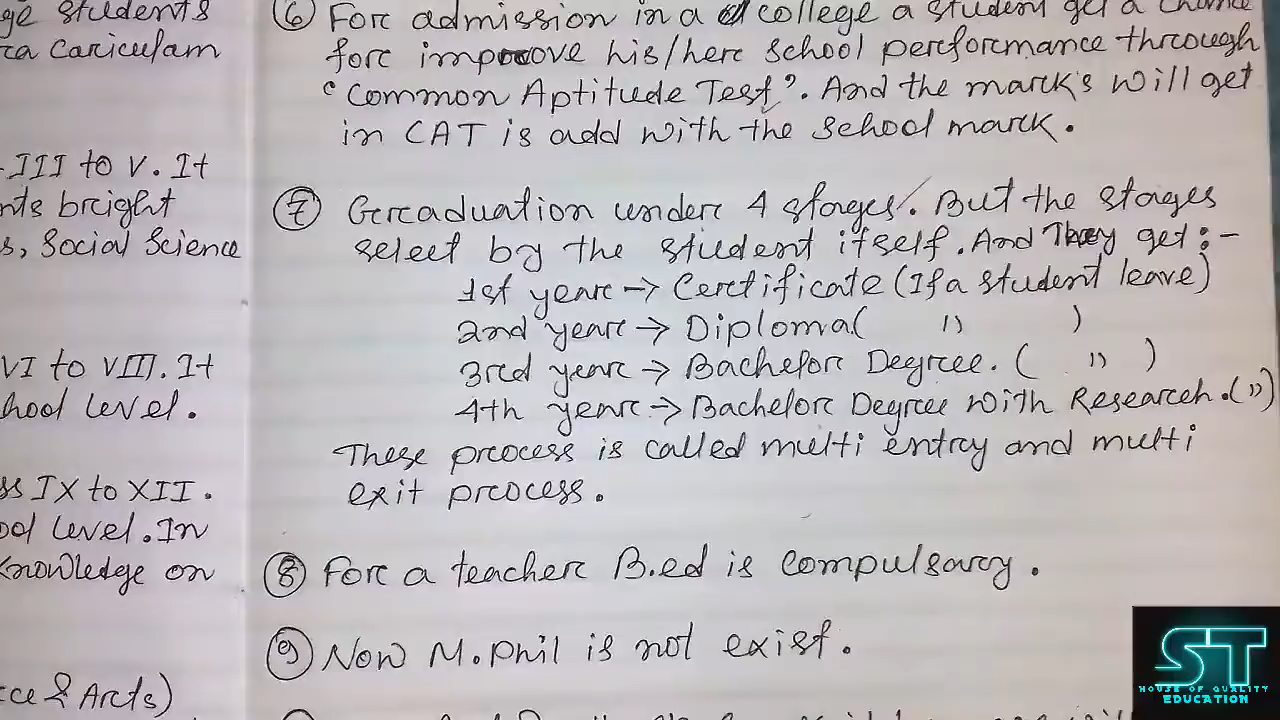 ge students
ra Cariculam
III to V. It
nts bright
s, Social Science
VI to VIII. It
hool level.
ss IX to XII.
ool level. In
Knowledge on
ce & Arts)
⑥ For admission in a college a student get a chance
for improve his/her school performance through
"Common Aptitude Test". And the mark's will get
in CAT is add with the school mark.
⑦ Graduation under 4 stages. But the stages
select by the student itself. And They get :-
1st year → Certificate (If a student leave)
2nd year → Diploma ( " )
3rd year → Bachelor Degree. ( " )
4th year → Bachelor Degree with Research. (")
These process is called multi entry and multi
exit process.
⑧ For a teacher B.ed is compulsary.
⑨ Now M.phil is not exist.
ST
HOUSE OF QUALITY
EDUCATION